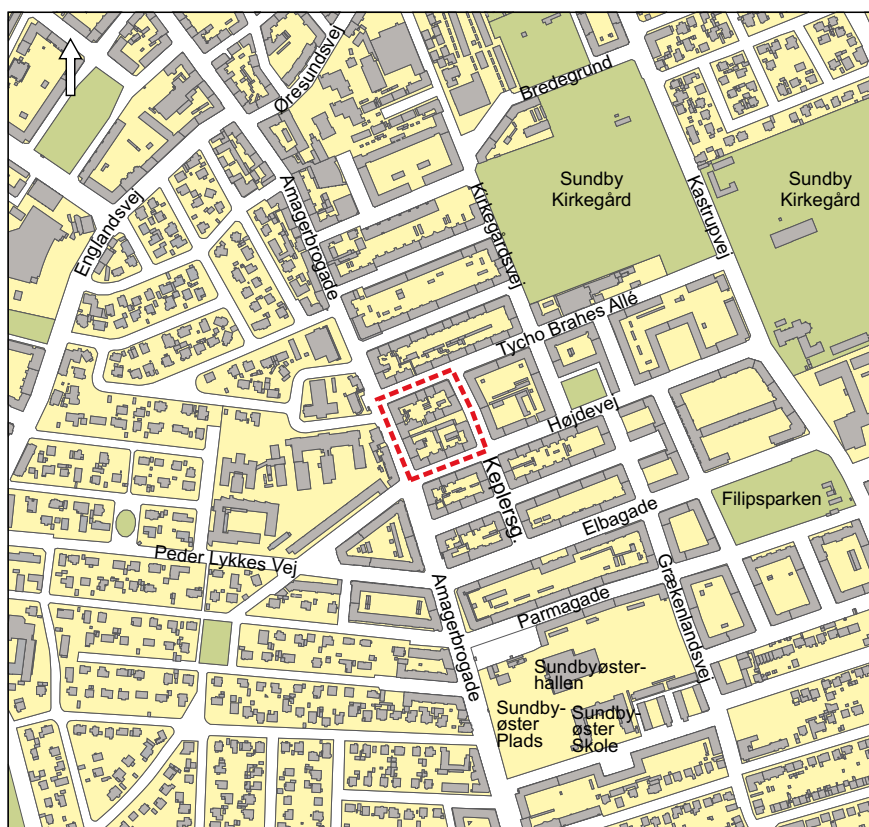 Øresundsvej
Bredegrund
Englandsvej
Amagerbrogade
Kirkegårdsvej
Sundby
Kirkegård
Kastrupvej
Sundby
Kirkegård
Tycho Brahes Allé
Højdevej
Keplersg.
Elbagade
Filipsparken
Peder Lykkes Vej
Amagerbrogade
Parmagade
Grækenlandsvej
Sundbyøster-
hallen
Sundby-
øster
Plads
Sundby-
øster
Skole